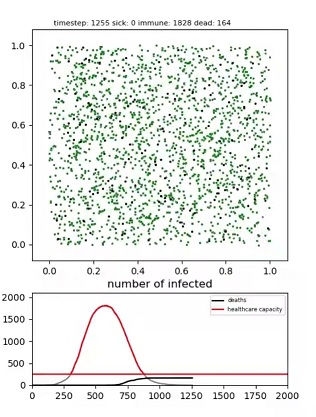 timestep: 1255 sick: 0 immune: 1828 dead: 164
1.0
0.8
0.6
0.4
0.2
0.0
0.0 0.2 0.4 0.6 0.8 1.0
number of infected
2000
1500
1000
500
0
deaths
healthcare capacity
0 250 500 750 1000 1250 1500 1750 2000